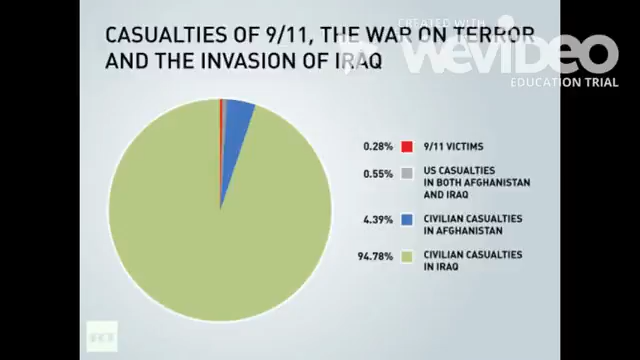 CREATED WITH
WEVIDEO
EDUCATION TRIAL
CASUALTIES OF 9/11, THE WAR ON TERROR
AND THE INVASION OF IRAQ
0.28% 9/11 VICTIMS
0.55% US CASUALTIES
IN BOTH AFGHANISTAN
AND IRAQ
4.39% CIVILIAN CASUALTIES
IN AFGHANISTAN
94.78% CIVILIAN CASUALTIES
IN IRAQ
RT